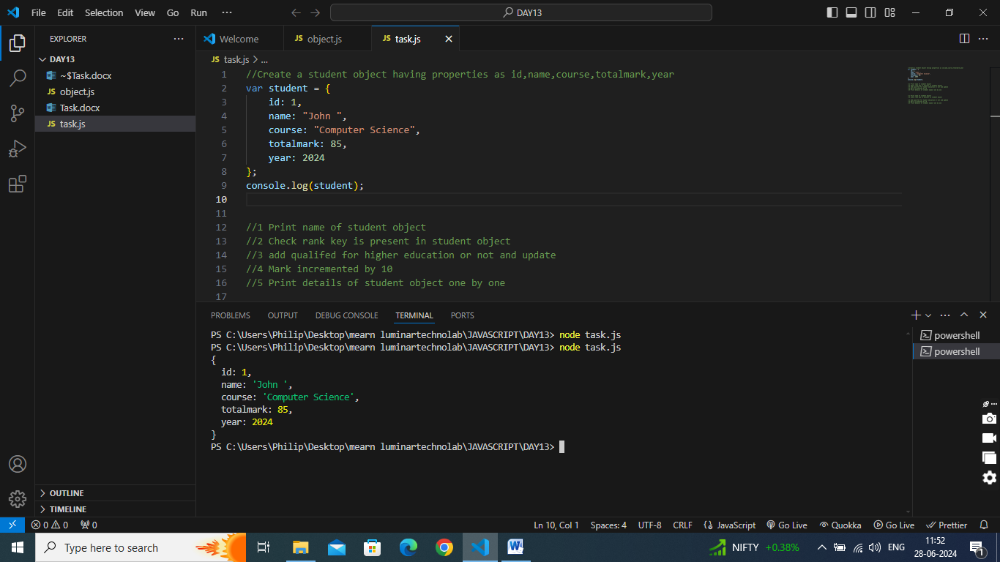 File Edit Selection View Go Run ···
DAY13
EXPLORER ···
DAY13
~$Task.docx
JS object.js
Task.docx
JS task.js
OUTLINE
TIMELINE
Welcome JS object.js JS task.js
JS task.js > ...
1 //Create a student object having properties as id,name,course,totalmark,year
2 var student = {
3 id: 1,
4 name: "John ",
5 course: "Computer Science",
6 totalmark: 85,
7 year: 2024
8 };
9 console.log(student);
10
11
12 //1 Print name of student object
13 //2 Check rank key is present in student object
14 //3 add qualifed for higher education or not and update
15 //4 Mark incremented by 10
16 //5 Print details of student object one by one
17
PROBLEMS OUTPUT DEBUG CONSOLE TERMINAL PORTS
PS C:\Users\Philip\Desktop\mearn luminartechnolab\JAVASCRIPT\DAY13> node task.js
PS C:\Users\Philip\Desktop\mearn luminartechnolab\JAVASCRIPT\DAY13> node task.js
{
id: 1,
name: 'John ',
course: 'Computer Science',
totalmark: 85,
year: 2024
}
PS C:\Users\Philip\Desktop\mearn luminartechnolab\JAVASCRIPT\DAY13>
powershell
powershell
0 0 0 Ln 10, Col 1 Spaces: 4 UTF-8 CRLF {} JavaScript Go Live Quokka Go Live Prettier
Type here to search
NIFTY +0.38% ENG
11:52
28-06-2024
1